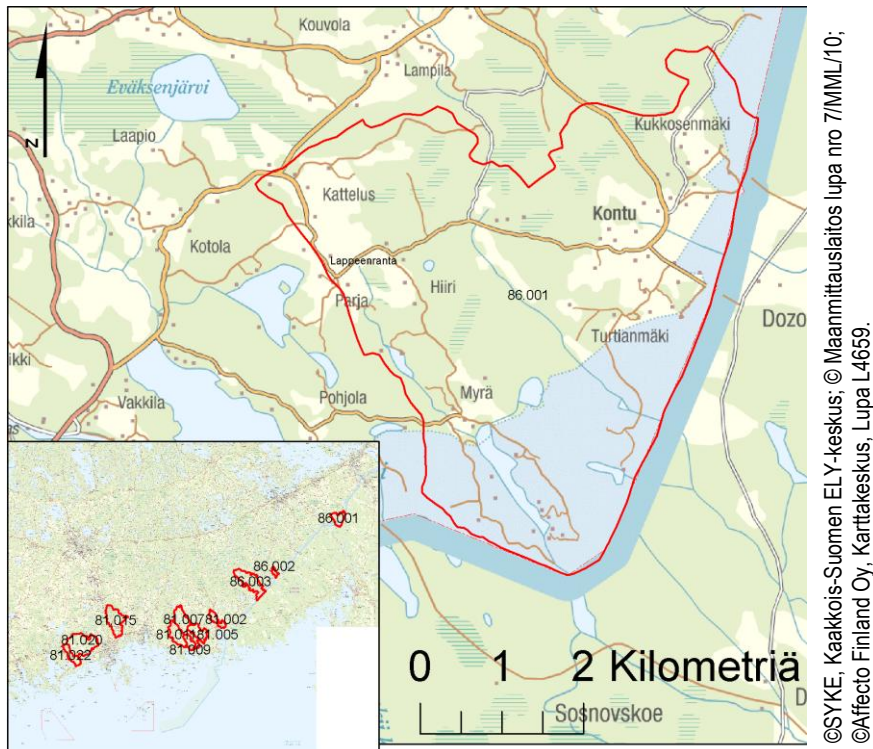 Kouvola
Lampila
Eväksenjärvi
Laapio
Kukkosenmäki
Kattelus
kkila
Kontu
Kotola
Lappeenranta
Hiiri
86.001
Parja
Dozo
Turtianmäki
ikki
Myrä
Pohjola
Vakkila
as
86.001
86.002
86.003
81.015
81.007
81.002
81.020
81.005
81.022
81.009
0 1 2 Kilometriä
Sosnovskoe
D
N
©SYKE, Kaakkois-Suomen ELY-keskus; © Maanmittauslaitos lupa nro 7/MML/10;
©Affecto Finland Oy, Karttakeskus, Lupa L4659.